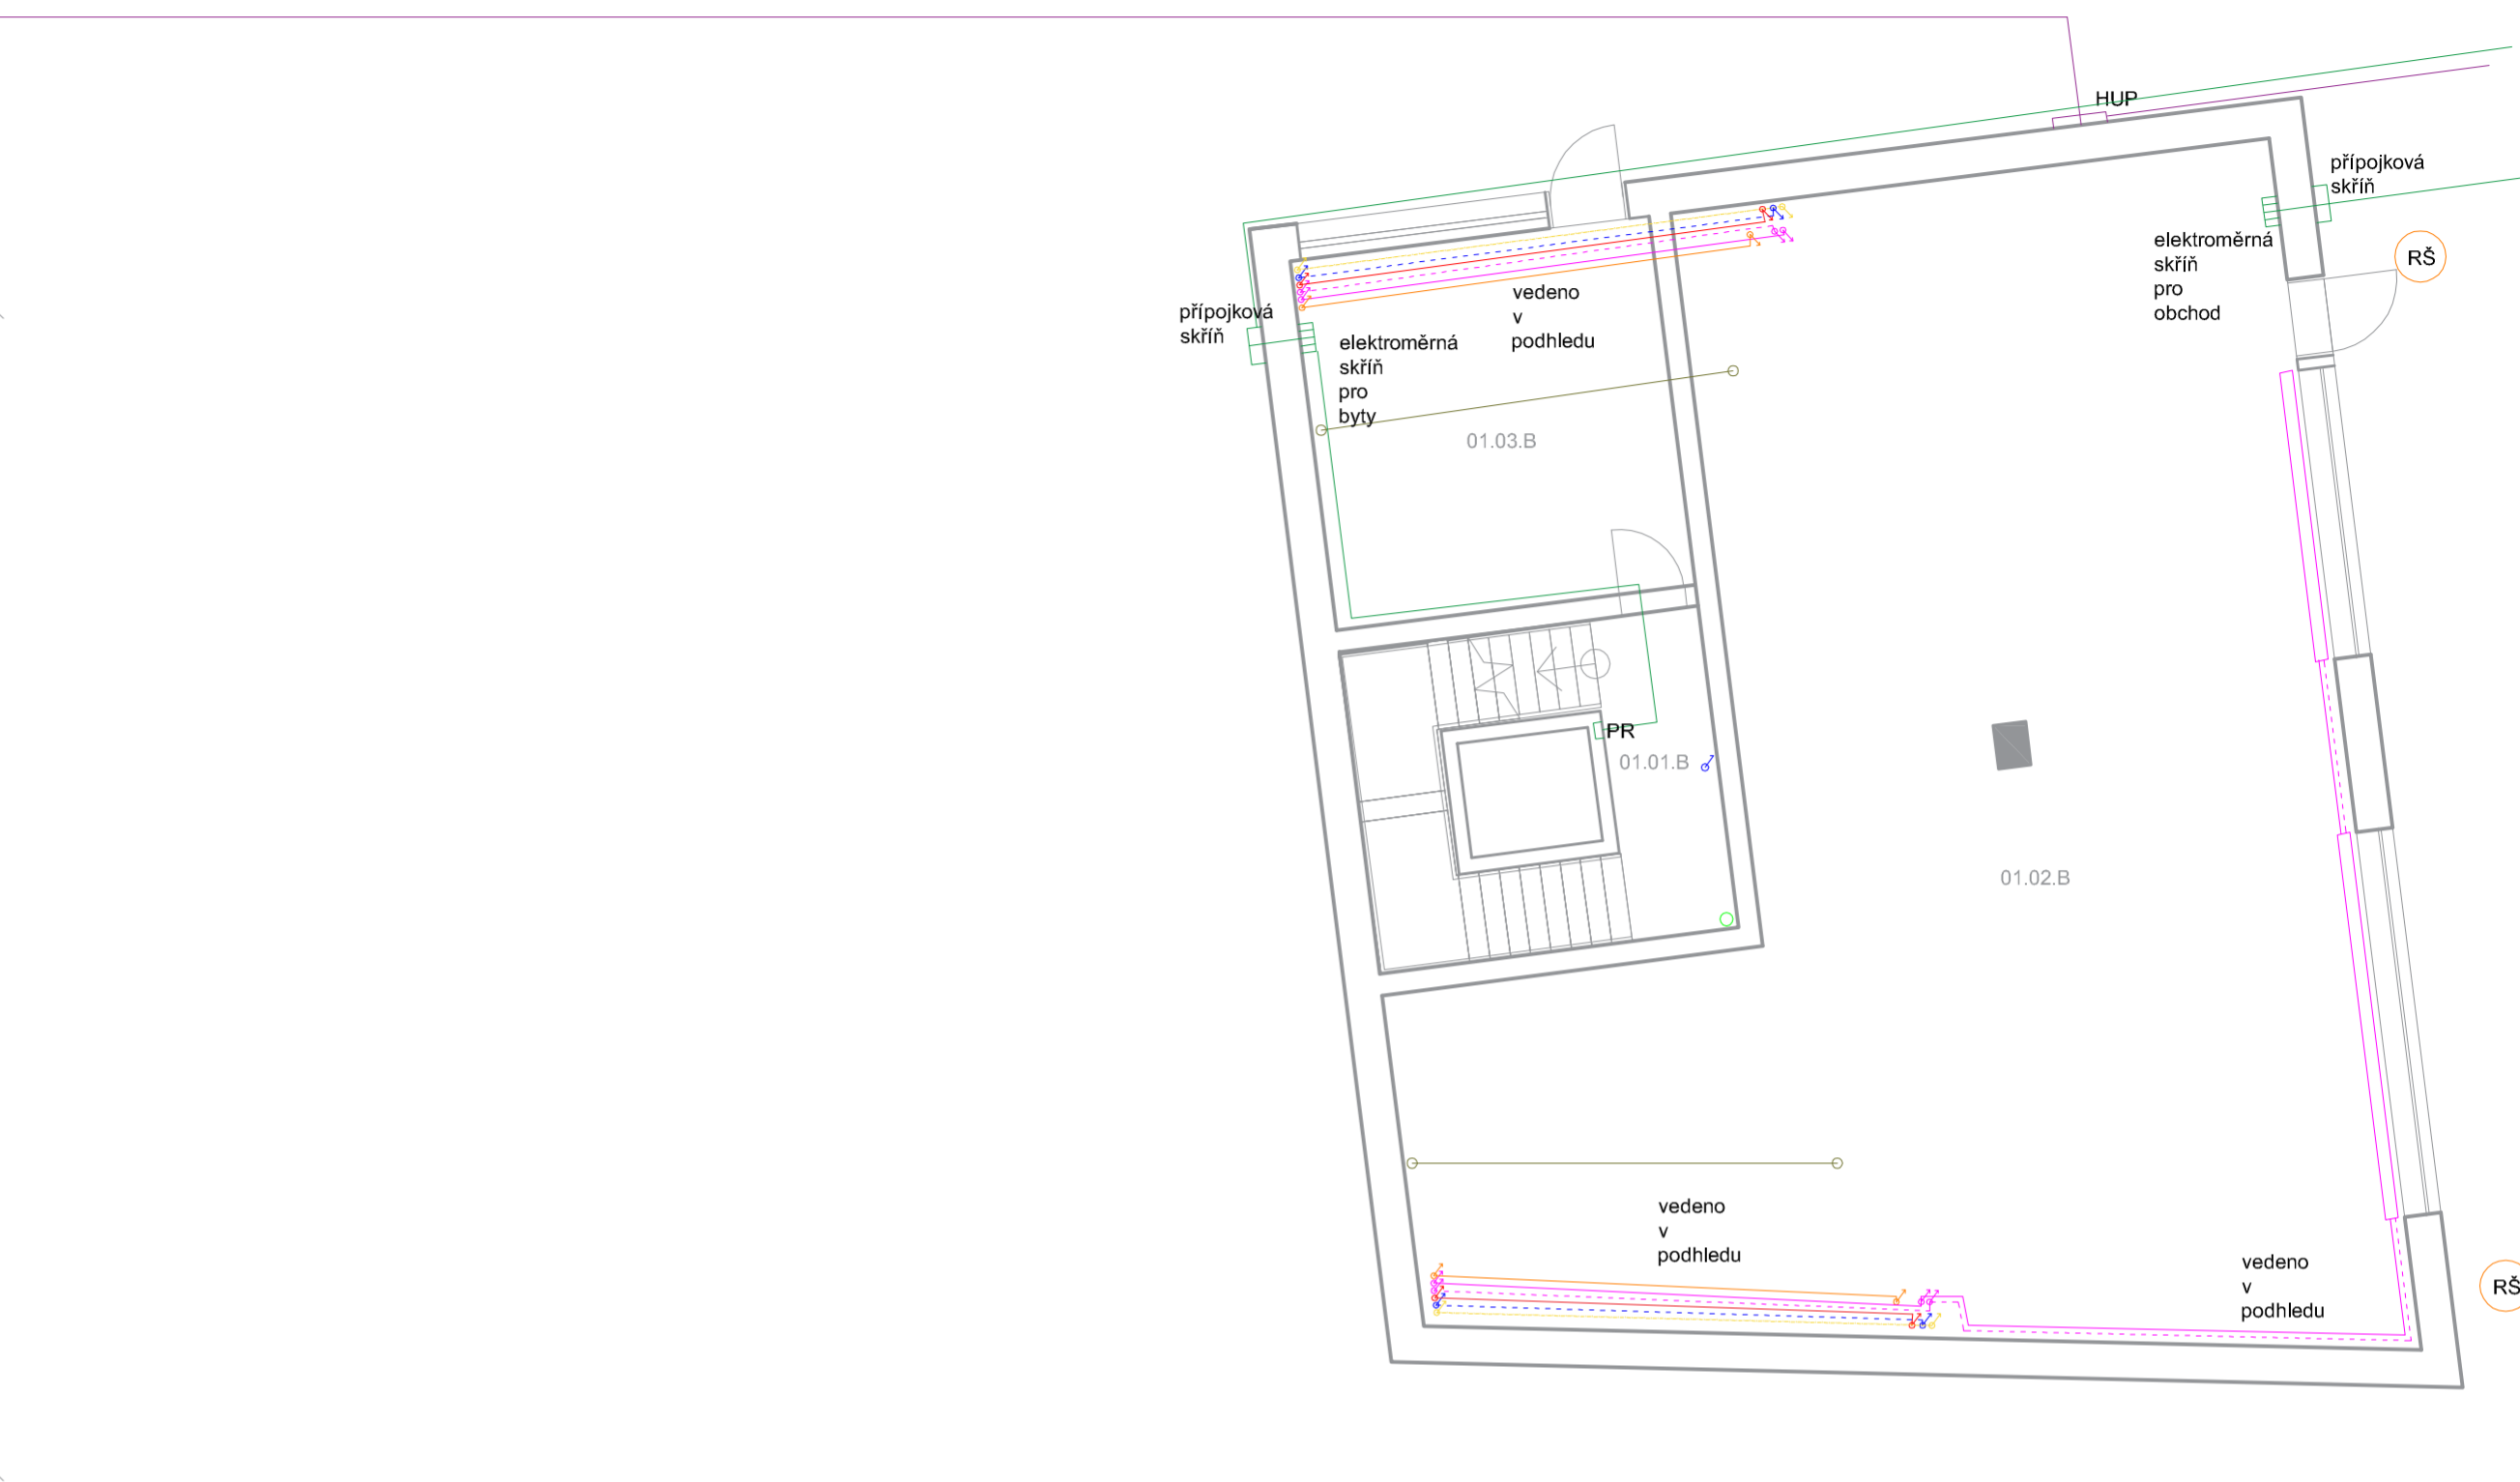 HUP
přípojková
skříň
elektroměrná
skříň
pro
obchod
RŠ
přípojková
skříň
elektroměrná
skříň
pro
byty
vedeno
v
podhledu
01.03.B
PR
01.01.B
01.02.B
vedeno
v
podhledu
vedeno
v
podhledu
RŠ